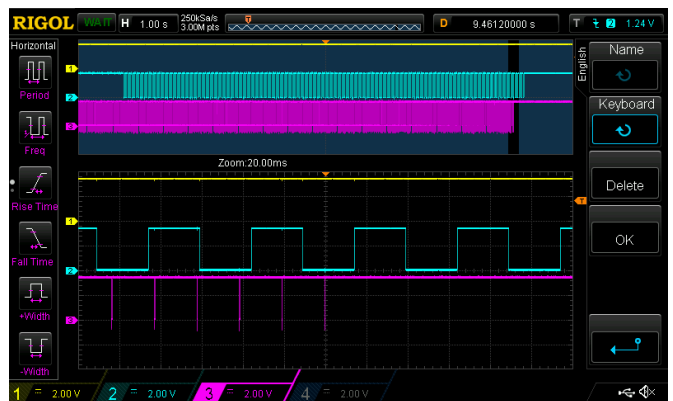 RIGOL WAIT H 1.00 s 250kSa/s 3.00M pts D 9.46120000 s T 2 1.24 V
Horizontal
Period
Freq
Rise Time
Fall Time
+Width
-Width
1
2
3
Zoom:20.00ms
T
1
2
3
English
Name
Keyboard
Delete
OK
1 = 2.00 V 2 = 2.00 V 3 = 2.00 V 4 = 2.00 V